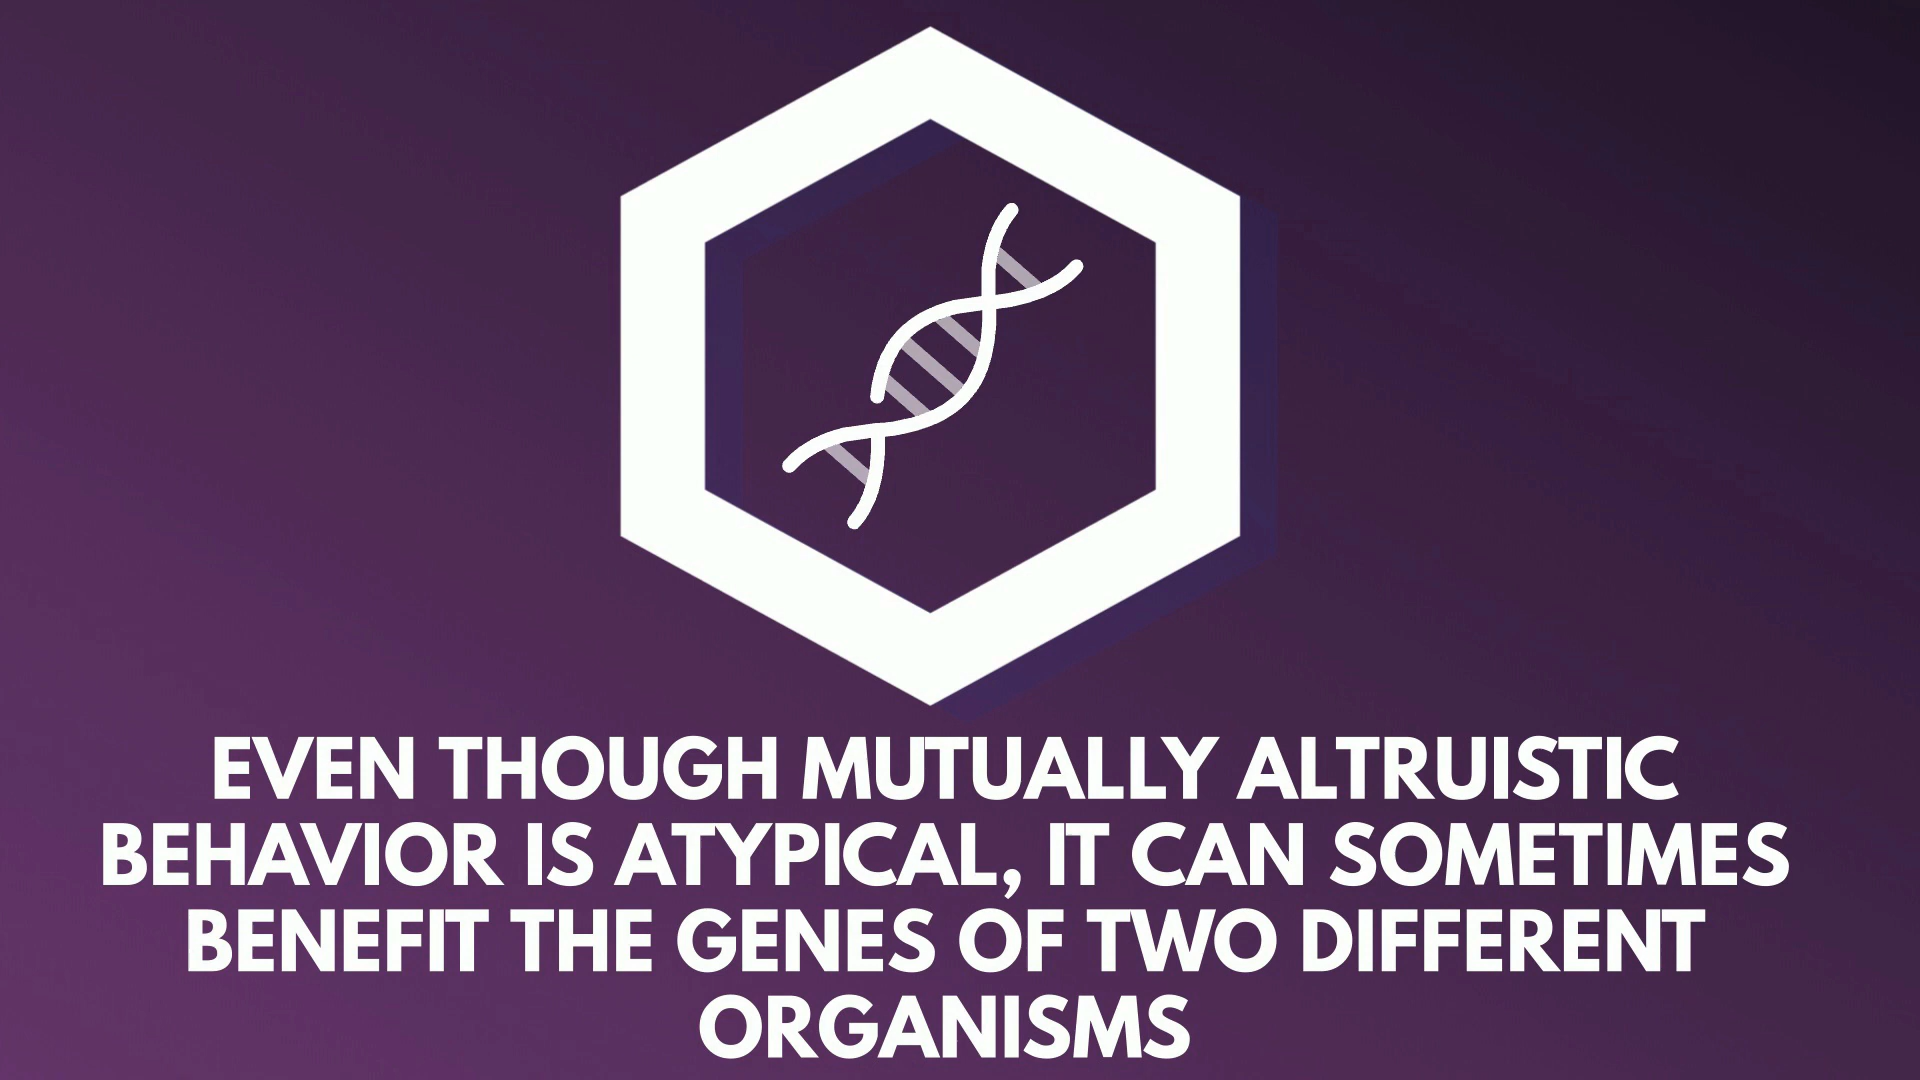 EVEN THOUGH MUTUALLY ALTRUISTIC
BEHAVIOR IS ATYPICAL, IT CAN SOMETIMES
BENEFIT THE GENES OF TWO DIFFERENT
ORGANISMS